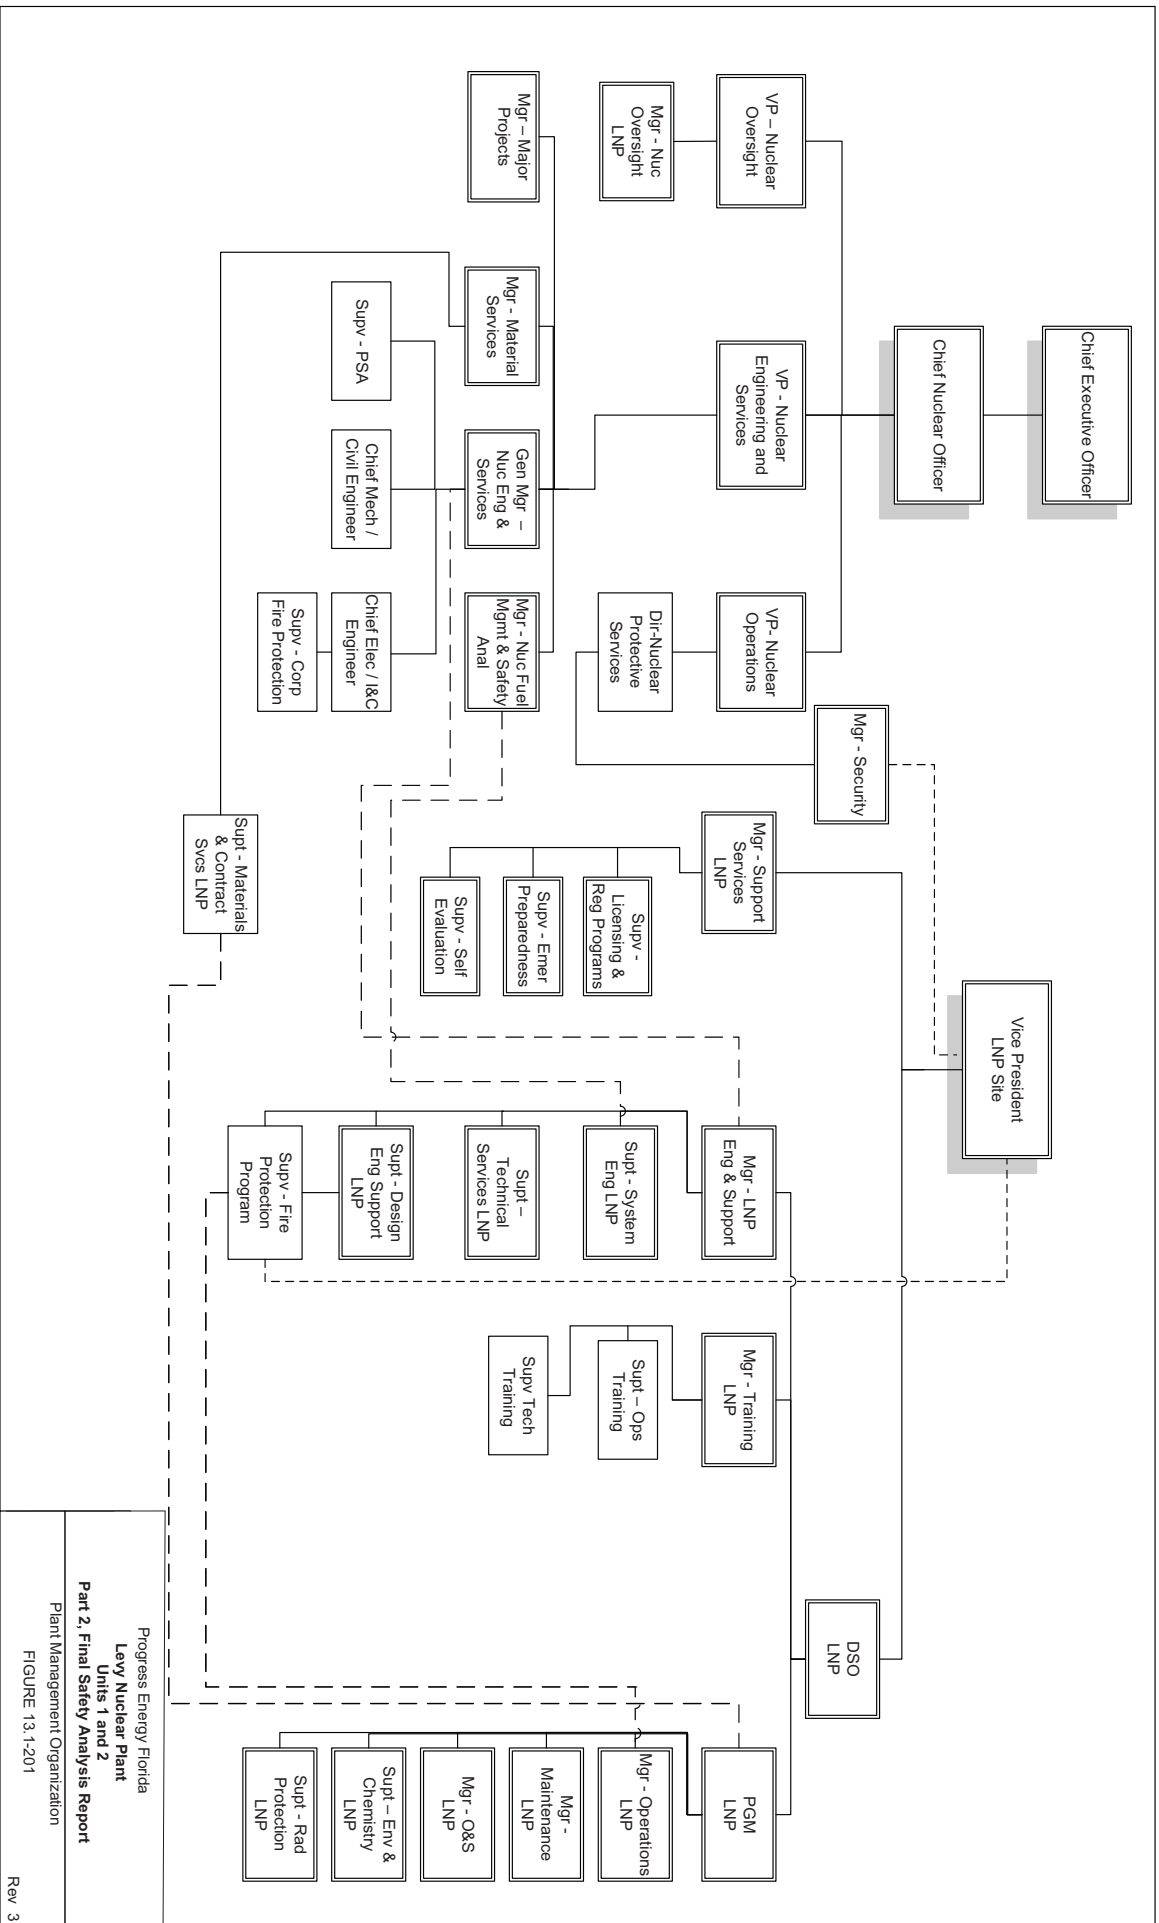 Chief Executive Officer
Chief Nuclear Officer
Vice President
LNP Site
VP – Nuclear
Oversight
VP - Nuclear
Engineering and
Services
VP- Nuclear
Operations
Mgr - Security
DSO
LNP
Mgr - Nuc
Oversight
LNP
Dir-Nuclear
Protective
Services
Mgr - Support
Services
LNP
Mgr - LNP
Eng & Support
Mgr - Training
LNP
PGM
LNP
Mgr – Major
Projects
Mgr - Material
Services
Gen Mgr –
Nuc Eng &
Services
Mgr - Nuc Fuel
Mgmt & Safety
Anal
Supv -
Licensing &
Reg Programs
Supv - Emer
Preparedness
Supv - Self
Evaluation
Supt - System
Eng LNP
Supt –
Technical
Services LNP
Supt - Design
Eng Support
LNP
Supv - Fire
Protection
Program
Supt – Ops
Training
Supv Tech
Training
Mgr - Operations
LNP
Mgr -
Maintenance
LNP
Mgr - O&S
LNP
Supt – Env &
Chemistry
LNP
Supt - Rad
Protection
LNP
Supv - PSA
Chief Mech /
Civil Engineer
Chief Elec / I&C
Engineer
Supv - Corp
Fire Protection
Supt - Materials
& Contract
Svcs LNP
Progress Energy Florida
Levy Nuclear Plant
Units 1 and 2
Part 2, Final Safety Analysis Report
Plant Management Organization
FIGURE 13.1-201
Rev 3